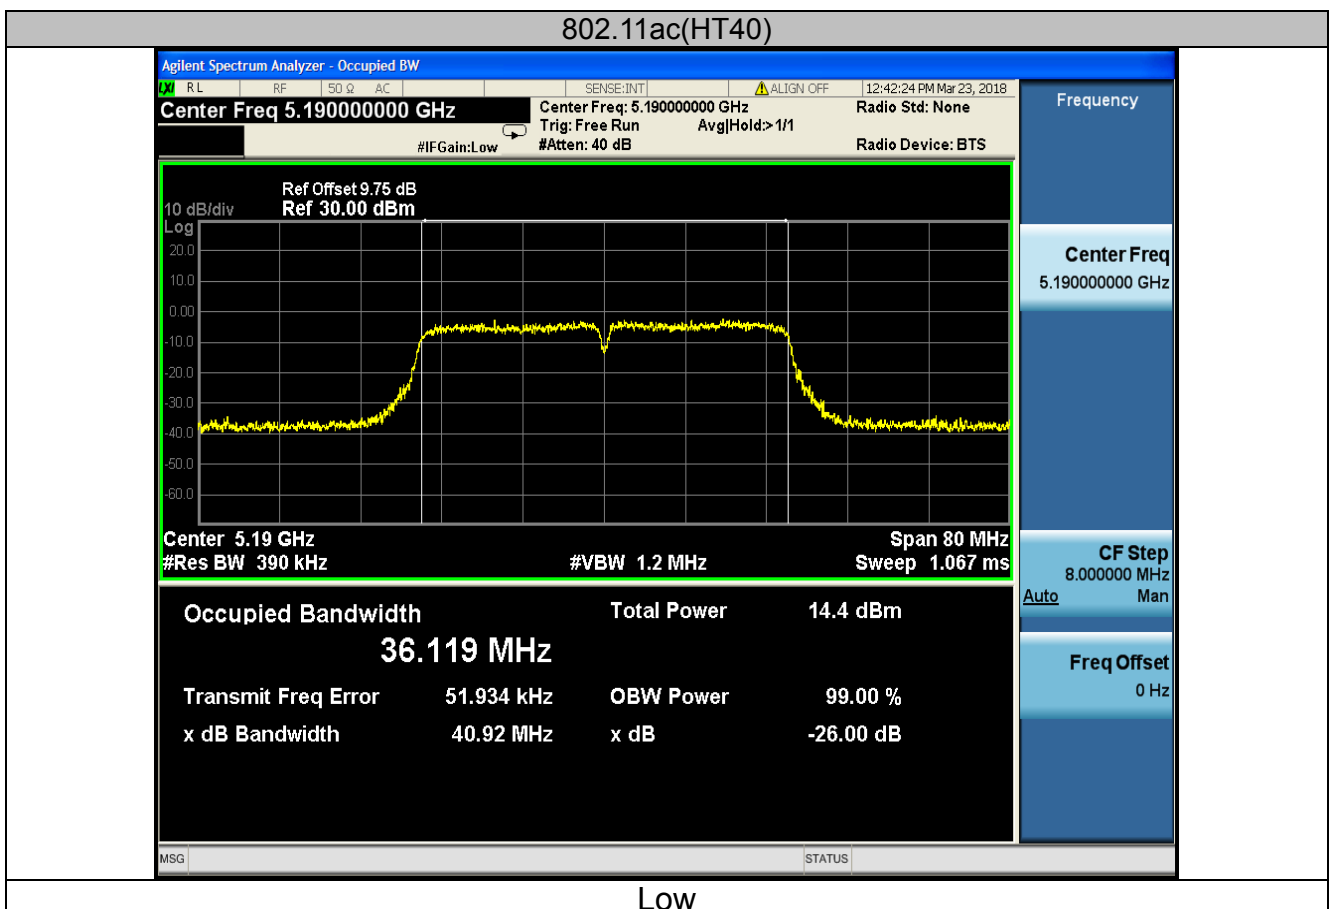 802.11ac(HT40)
Agilent Spectrum Analyzer - Occupied BW
LXI RL RF 50 Ω AC SENSE:INT ALIGN OFF 12:42:24 PM Mar 23, 2018
Center Freq 5.190000000 GHz
Center Freq: 5.190000000 GHz
Radio Std: None
Trig: Free Run Avg|Hold:>1/1
#IFGain:Low
#Atten: 40 dB
Radio Device: BTS
Ref Offset 9.75 dB
10 dB/div Ref 30.00 dBm
Log
20.0
10.0
0.00
-10.0
-20.0
-30.0
-40.0
-50.0
-60.0
Center 5.19 GHz Span 80 MHz
#Res BW 390 kHz #VBW 1.2 MHz Sweep 1.067 ms
Occupied Bandwidth Total Power 14.4 dBm
36.119 MHz
Transmit Freq Error 51.934 kHz OBW Power 99.00 %
x dB Bandwidth 40.92 MHz x dB -26.00 dB
Frequency
Center Freq
5.190000000 GHz
CF Step
8.000000 MHz
Auto Man
Freq Offset
0 Hz
MSG STATUS
Low